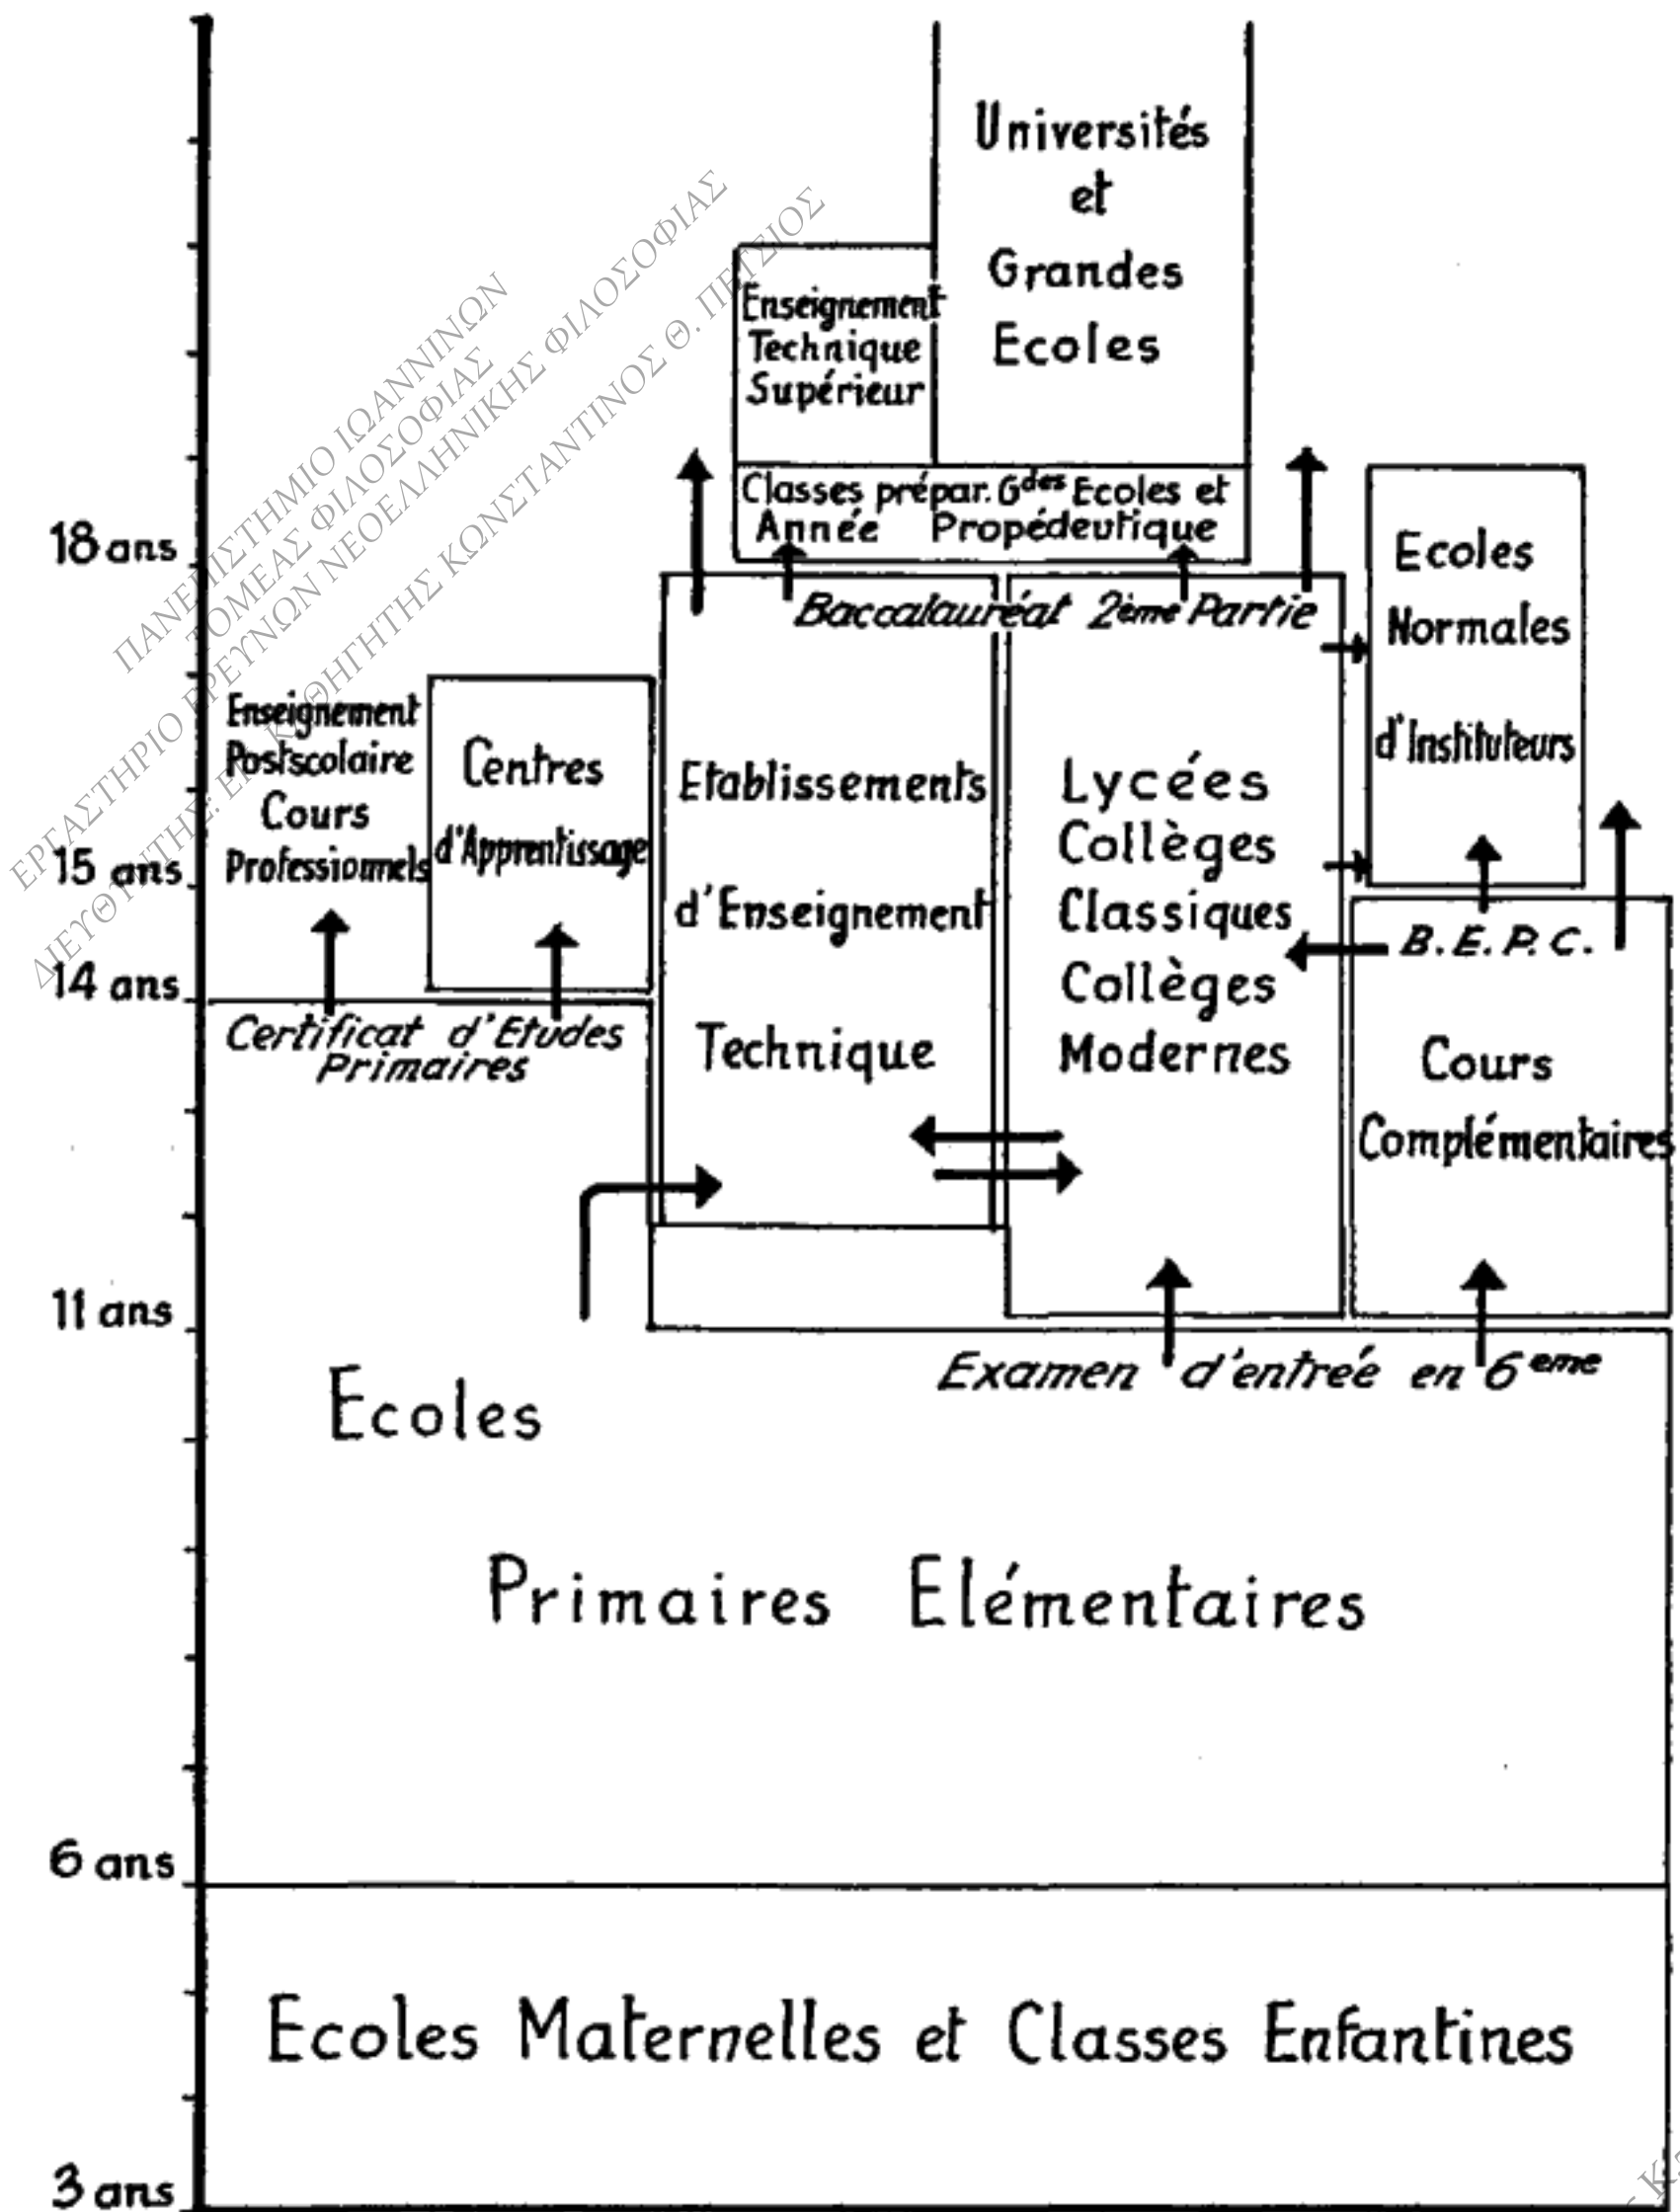 Universités
et
Grandes
Ecoles
Enseignement
Technique
Supérieur
Classes prépar. Gdes Ecoles et
Année Propédeutique
18 ans
Baccalauréat 2ème Partie
Ecoles
Normales
d'Instituteurs
Enseignement
Postscolaire
Cours
Professionnels
Centres
d'Apprentissage
Etablissements
d'Enseignement
Technique
Lycées
Collèges
Classiques
Collèges
Modernes
15 ans
B.E.P.C.
14 ans
Certificat d'Etudes
Primaires
Cours
Complémentaires
11 ans
Examen d'entreé en 6eme
Ecoles
Primaires Elémentaires
6 ans
Ecoles Maternelles et Classes Enfantines
3 ans
ΠΑΝΕΠΙΣΤΗΜΙΟ ΙΩΑΝΝΙΝΩΝ
ΤΟΜΕΑΣ ΦΙΛΟΣΟΦΙΑΣ
ΕΡΓΑΣΤΗΡΙΟ ΕΡΕΥΝΩΝ ΝΕΟΕΛΛΗΝΙΚΗΣ ΦΙΛΟΣΟΦΙΑΣ
ΔΙΕΥΘΥΝΤΗΣ: ΚΑΘΗΓΗΤΗΣ ΚΩΝΣΤΑΝΤΙΝΟΣ Θ. ΠΕΤΣΙΟΣ